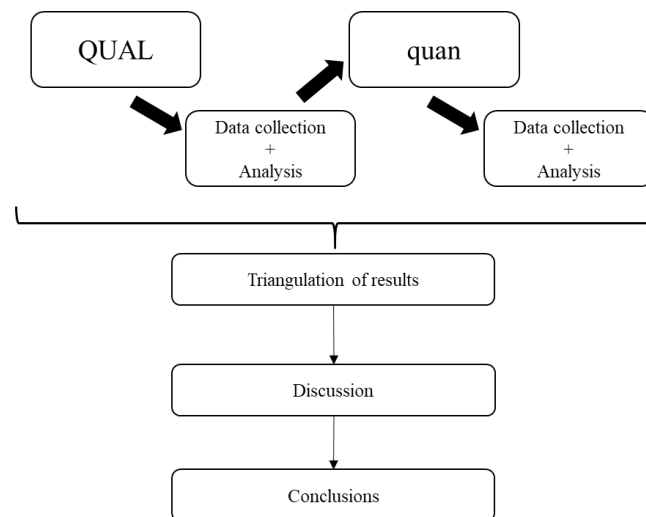 QUAL
quan
Data collection
+
Analysis
Data collection
+
Analysis
Triangulation of results
Discussion
Conclusions